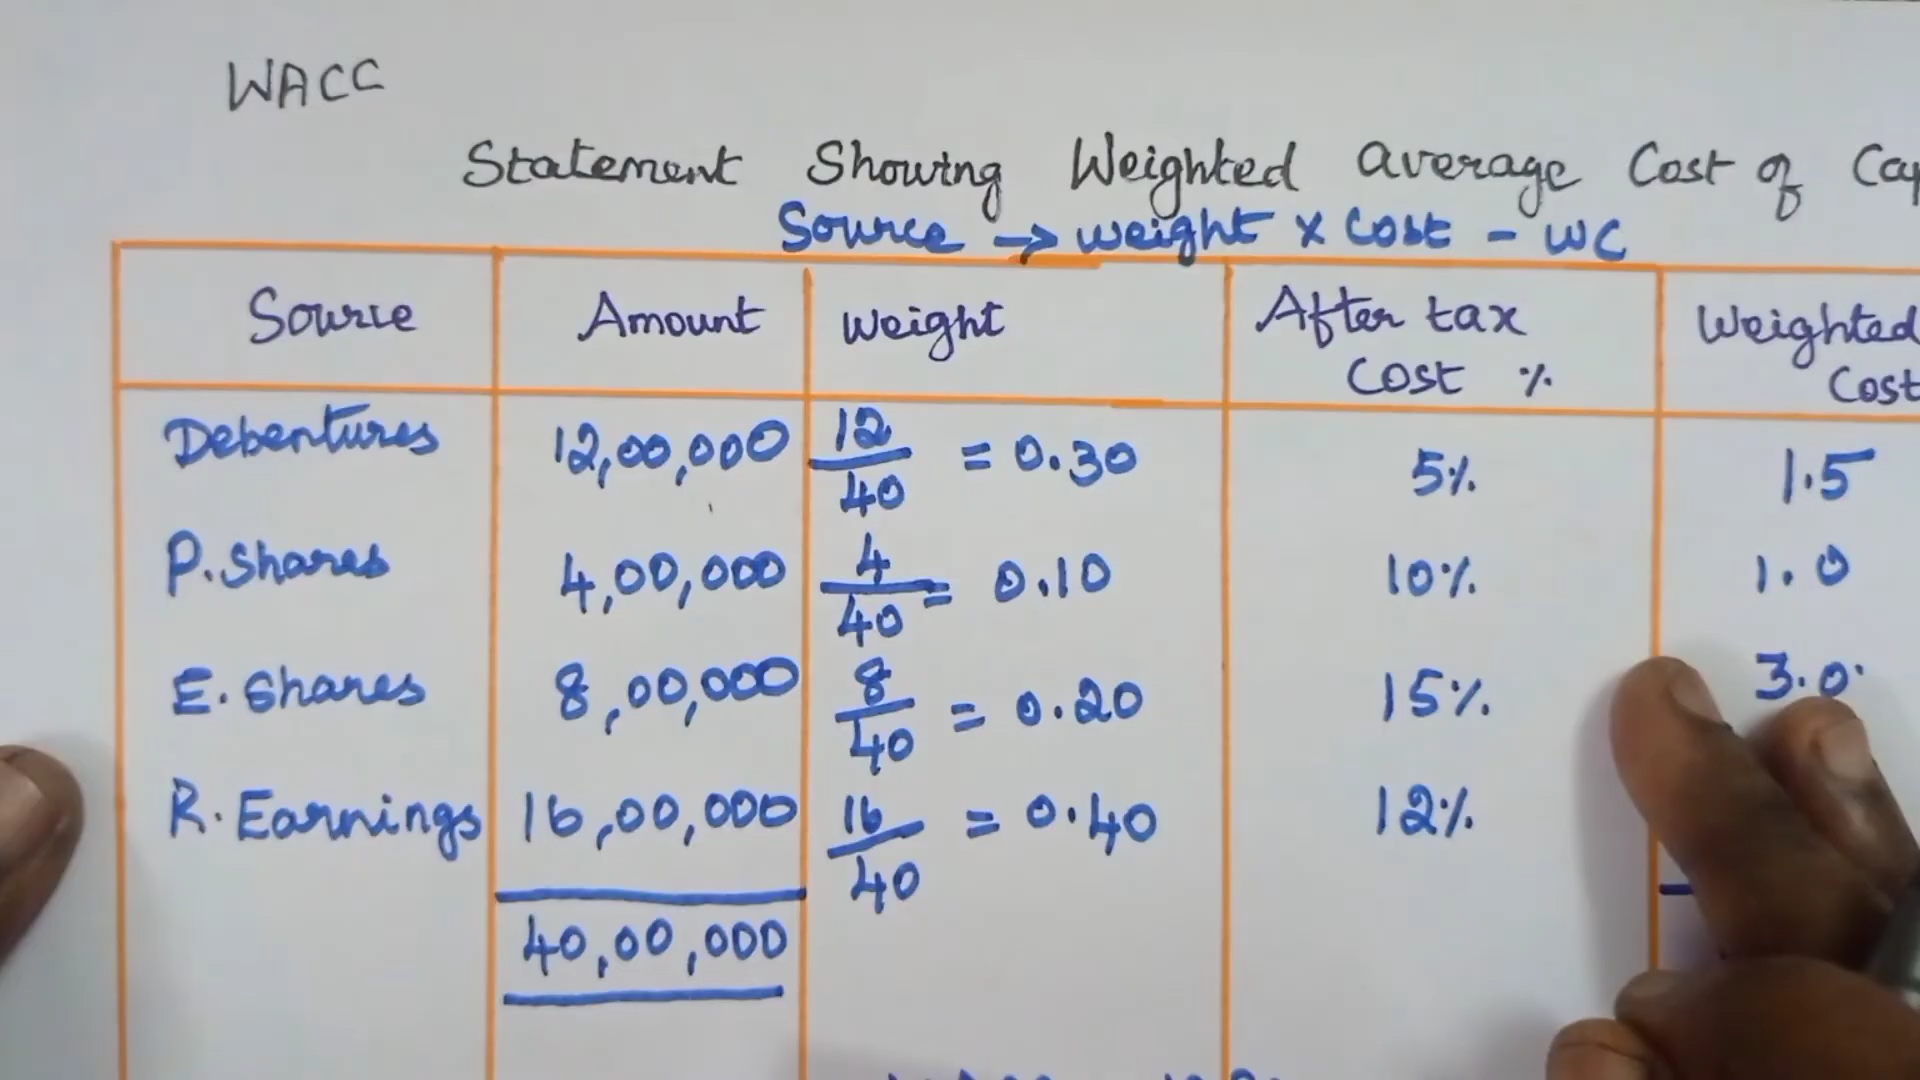 WACC
Statement Showing Weighted average Cost of Cap
Source → weight x Cost - WC
Source Amount Weight After tax Cost % Weighted Cost
Debentures 12,00,000 12/40 = 0.30 5% 1.5
P. Shares 4,00,000 4/40 = 0.10 10% 1.0
E. Shares 8,00,000 8/40 = 0.20 15% 3.0
R. Earnings 16,00,000 16/40 = 0.40 12%
40,00,000